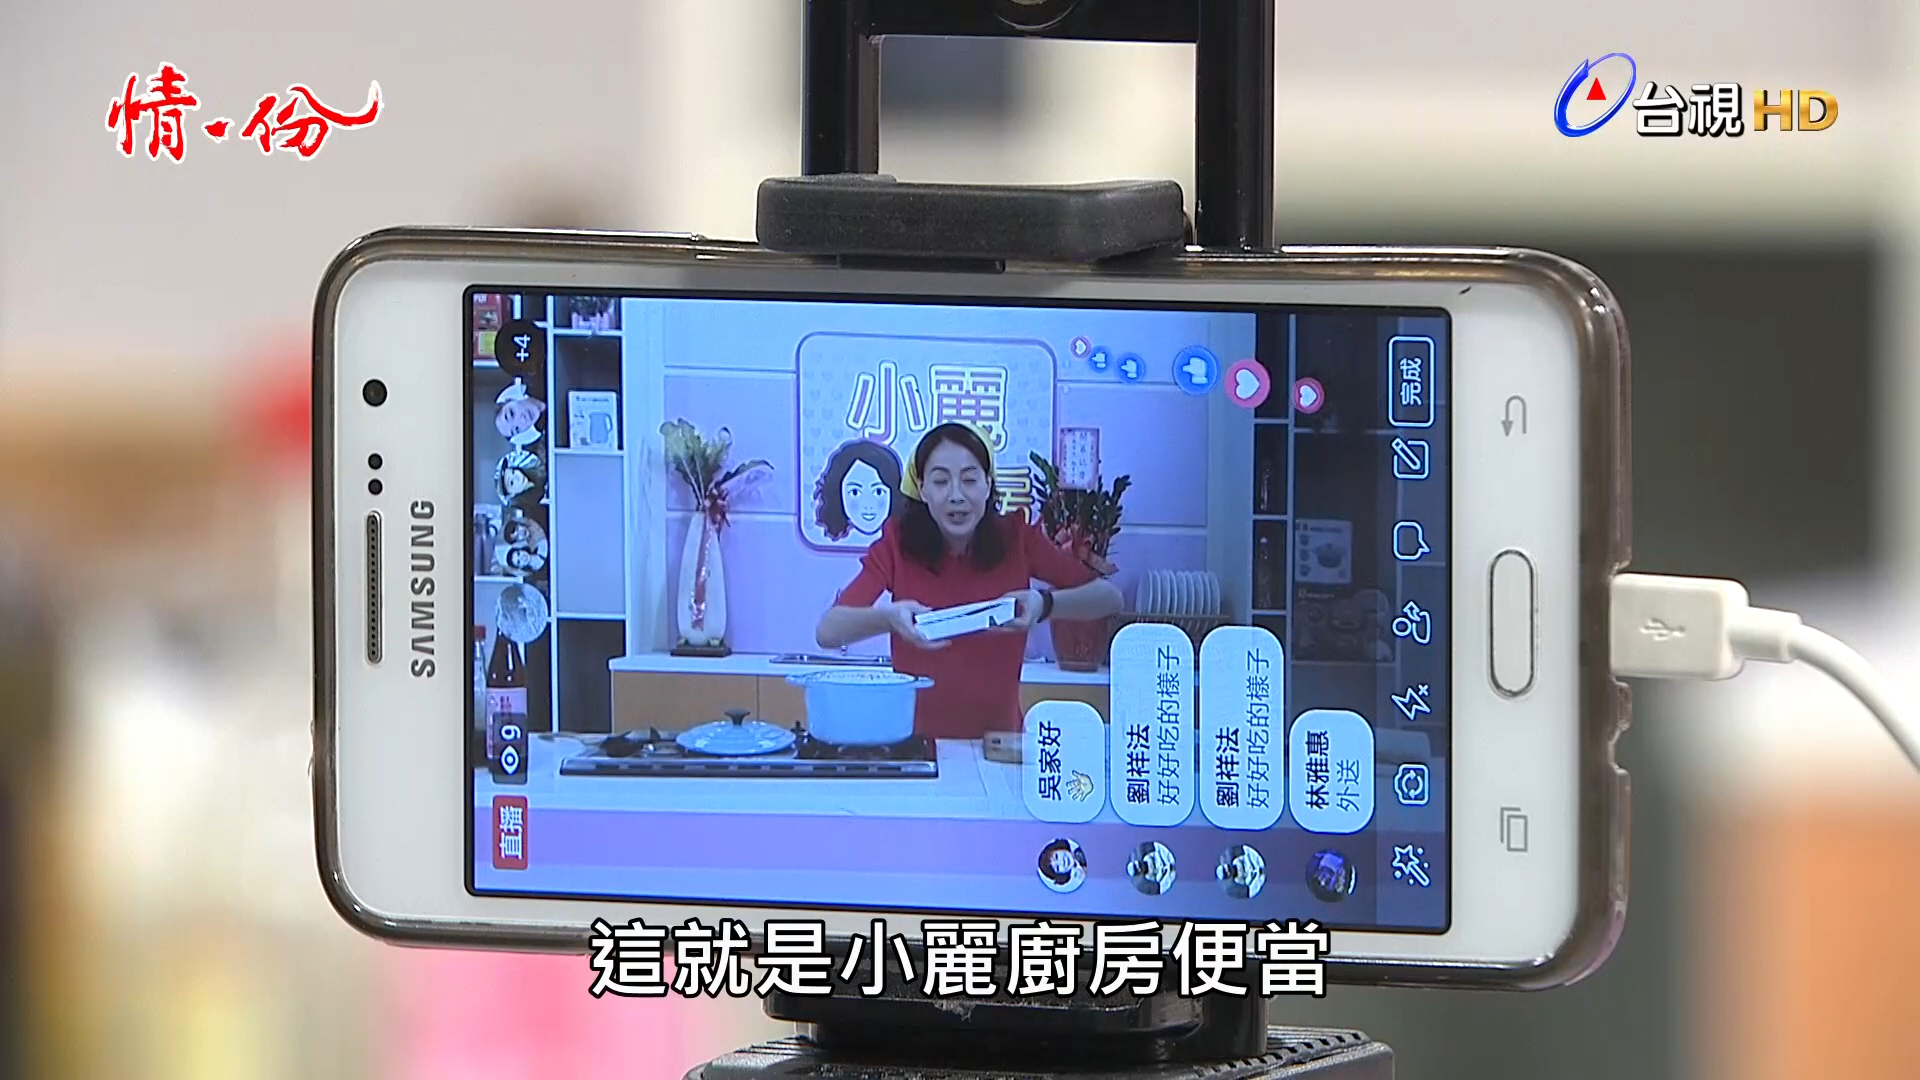 情·份
台視HD
SAMSUNG
+4
9
直播
小麗
完成
吳家好
劉祥法
好好吃的樣子
劉祥法
好好吃的樣子
林雅惠
外送
這就是小麗廚房便當